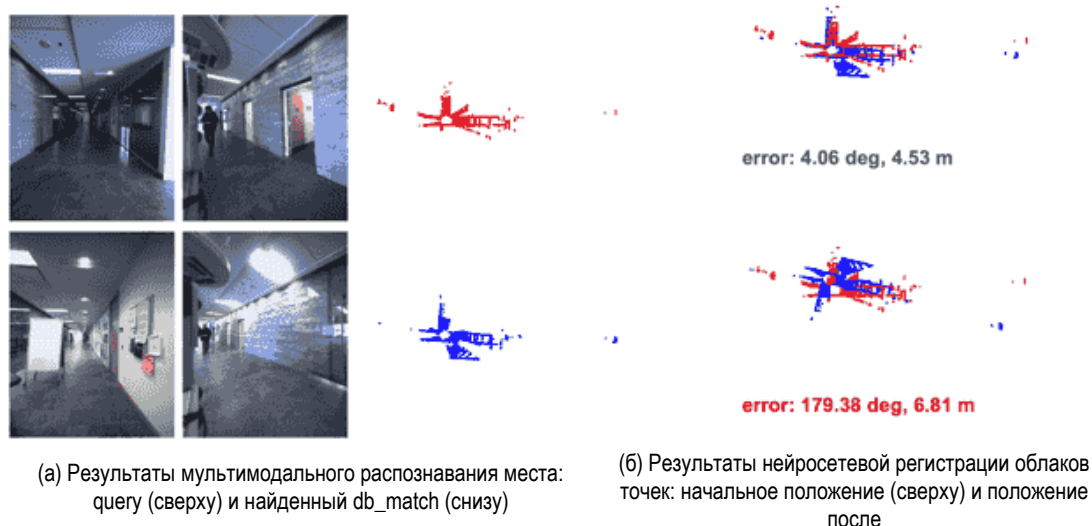 error: 4.06 deg, 4.53 m
error: 179.38 deg, 6.81 m
(а) Результаты мультимодального распознавания места:
query (сверху) и найденный db_match (снизу)
(б) Результаты нейросетевой регистрации облаков
точек: начальное положение (сверху) и положение
после